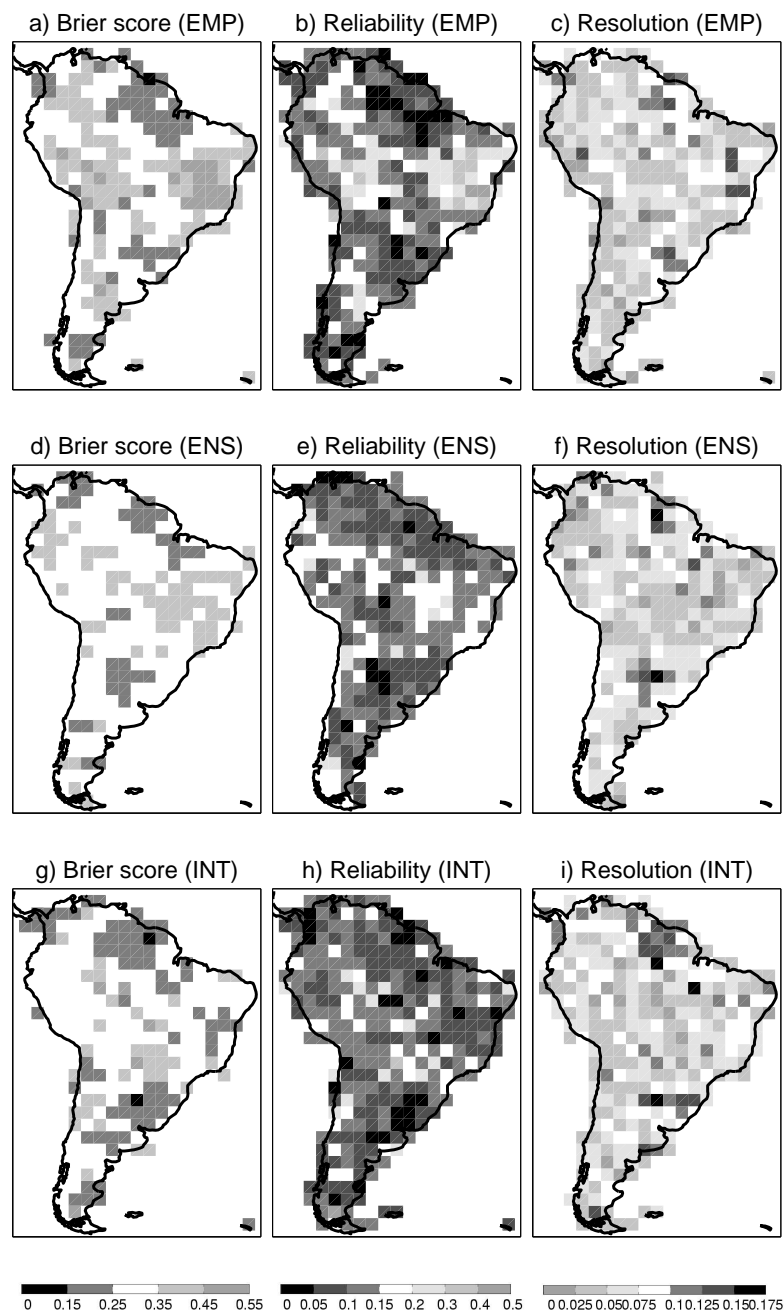 a) Brier score (EMP)
b) Reliability (EMP)
c) Resolution (EMP)
d) Brier score (ENS)
e) Reliability (ENS)
f) Resolution (ENS)
g) Brier score (INT)
h) Reliability (INT)
i) Resolution (INT)
0 0.15 0.25 0.35 0.45 0.55
0 0.05 0.1 0.2 0.3 0.4 0.5
0 0.025 0.05 0.075 0.10 0.125 0.15 0.175